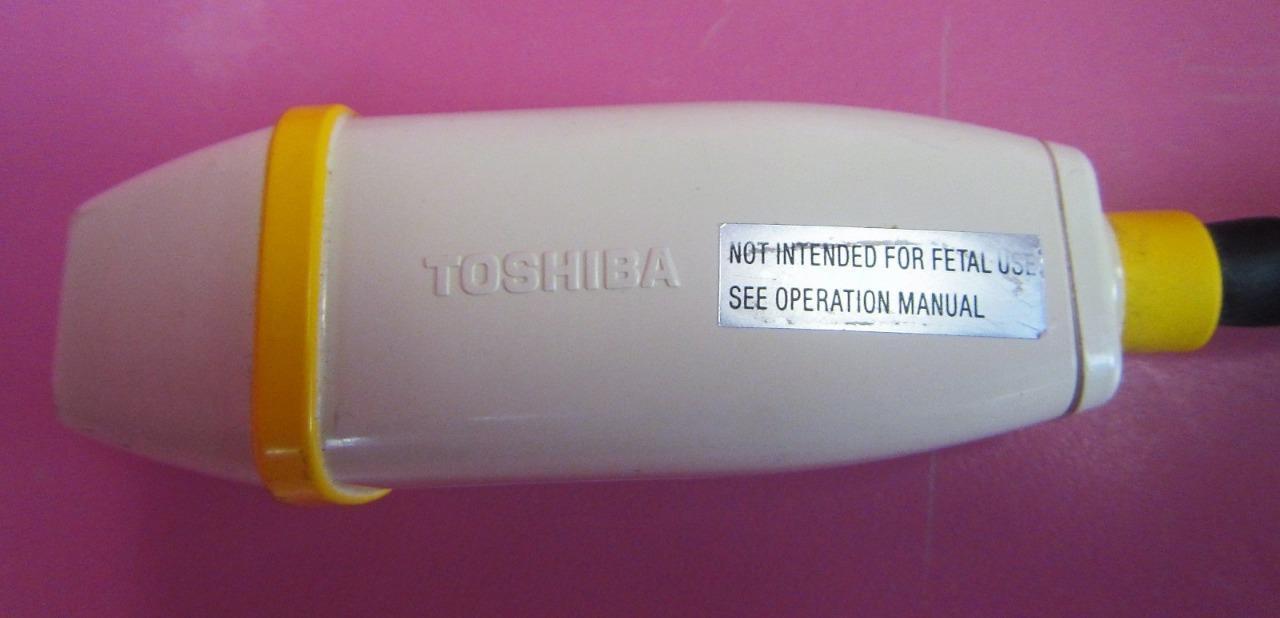 TOSHIBA
NOT INTENDED FOR FETAL USE.
SEE OPERATION MANUAL